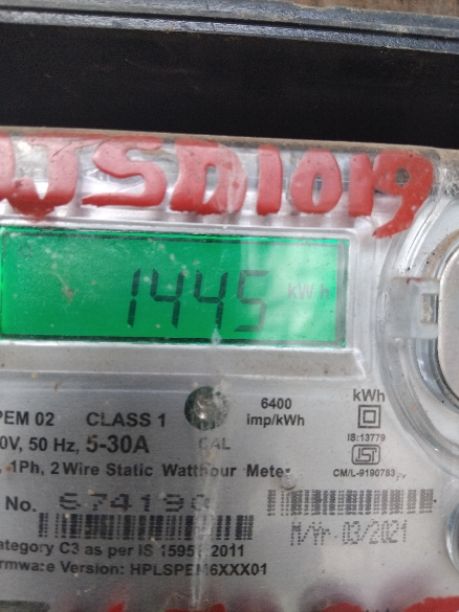 JSD1019
1445 kWh
PEM 02 CLASS 1
6400
imp/kWh
kWh
0V, 50 Hz, 5-30A CAL
IS:13779
, 1Ph, 2 Wire Static Watthour Meter
CM/L-9190783
No. 674190
M/Yr 03/2021
ategory C3 as per IS 15959:2011
rmware Version: HPLSPEM6XXX01